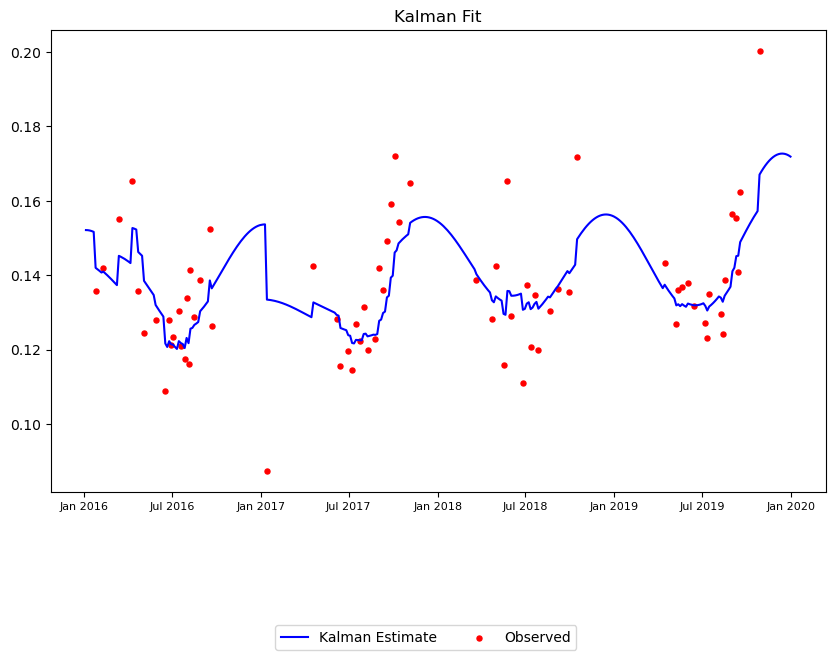 Kalman Fit
0.20
0.18
0.16
0.14
0.12
0.10
Jan 2016 Jul 2016 Jan 2017 Jul 2017 Jan 2018 Jul 2018 Jan 2019 Jul 2019 Jan 2020
Kalman Estimate Observed